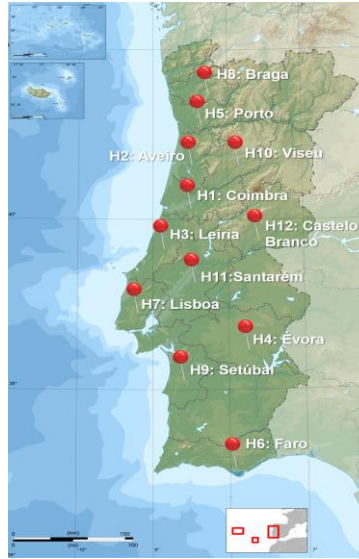 H8: Braga
H5: Porto
H2: Aveiro
H10: Viseu
H1: Coimbra
H3: Leiria
H12: Castelo
Branco
H11:Santarém
H7: Lisboa
H4: Évora
H9: Setúbal
H6: Faro